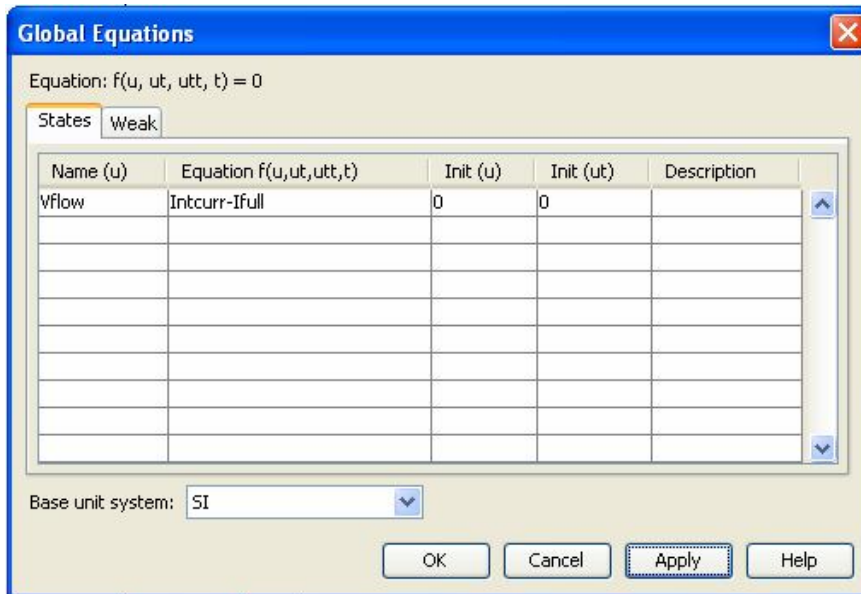 Global Equations
Equation: f(u, ut, utt, t) = 0
States Weak
Name (u) Equation f(u,ut,utt,t) Init (u) Init (ut) Description
Vflow Intcurr-Ifull 0 0
Base unit system: SI
OK Cancel Apply Help